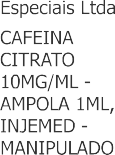 Especiais Ltda
CAFEINA
CITRATO
10MG/ML -
AMPOLA 1ML,
INJEMED -
MANIPULADO